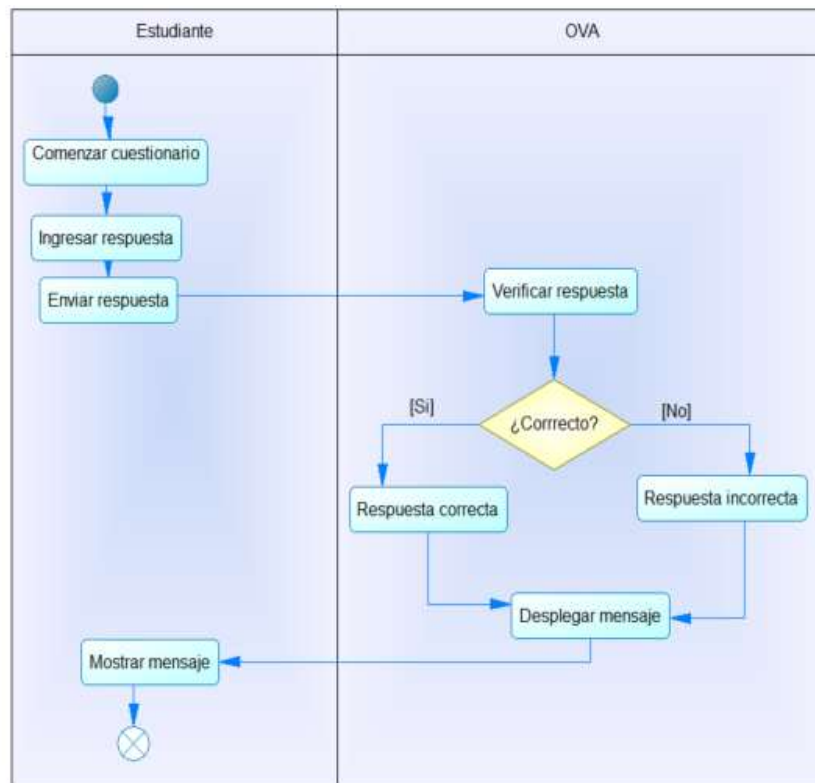 Estudiante
OVA
Comenzar cuestionario
Ingresar respuesta
Enviar respuesta
Verificar respuesta
¿Corrrecto?
[Si]
[No]
Respuesta correcta
Respuesta incorrecta
Desplegar mensaje
Mostrar mensaje